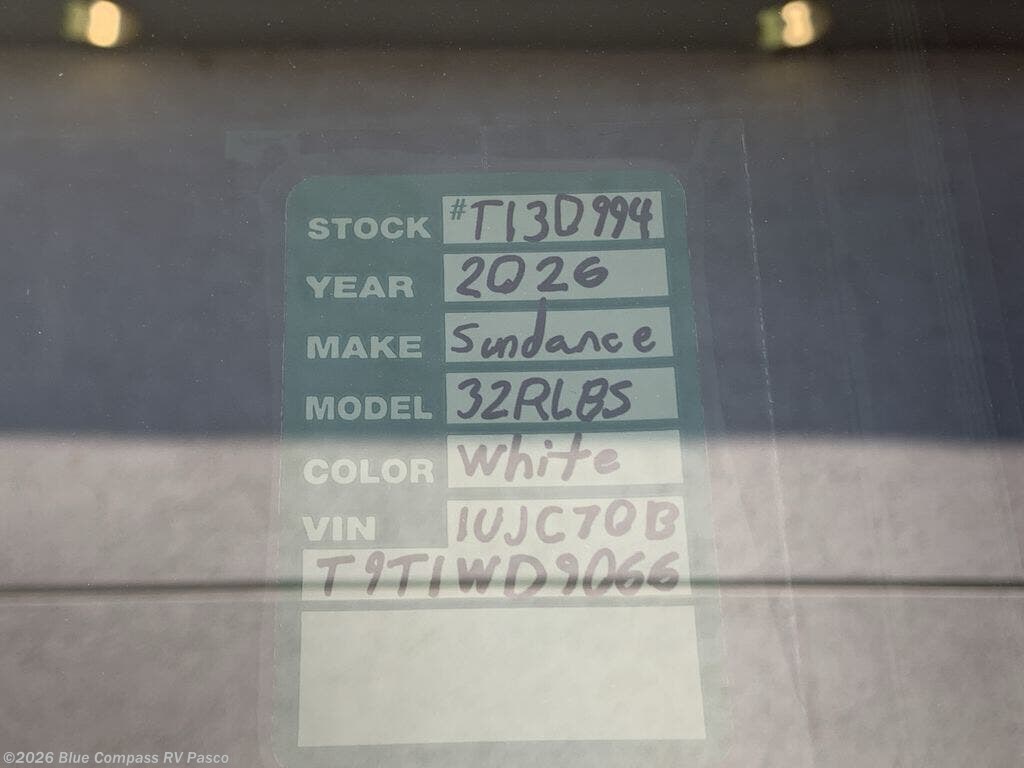 STOCK #T13D994
YEAR 2026
MAKE Sundance
MODEL 32RLBS
COLOR White
VIN 1UJC70B
T9T1WD9066
©2026 Blue Compass RV Pasco